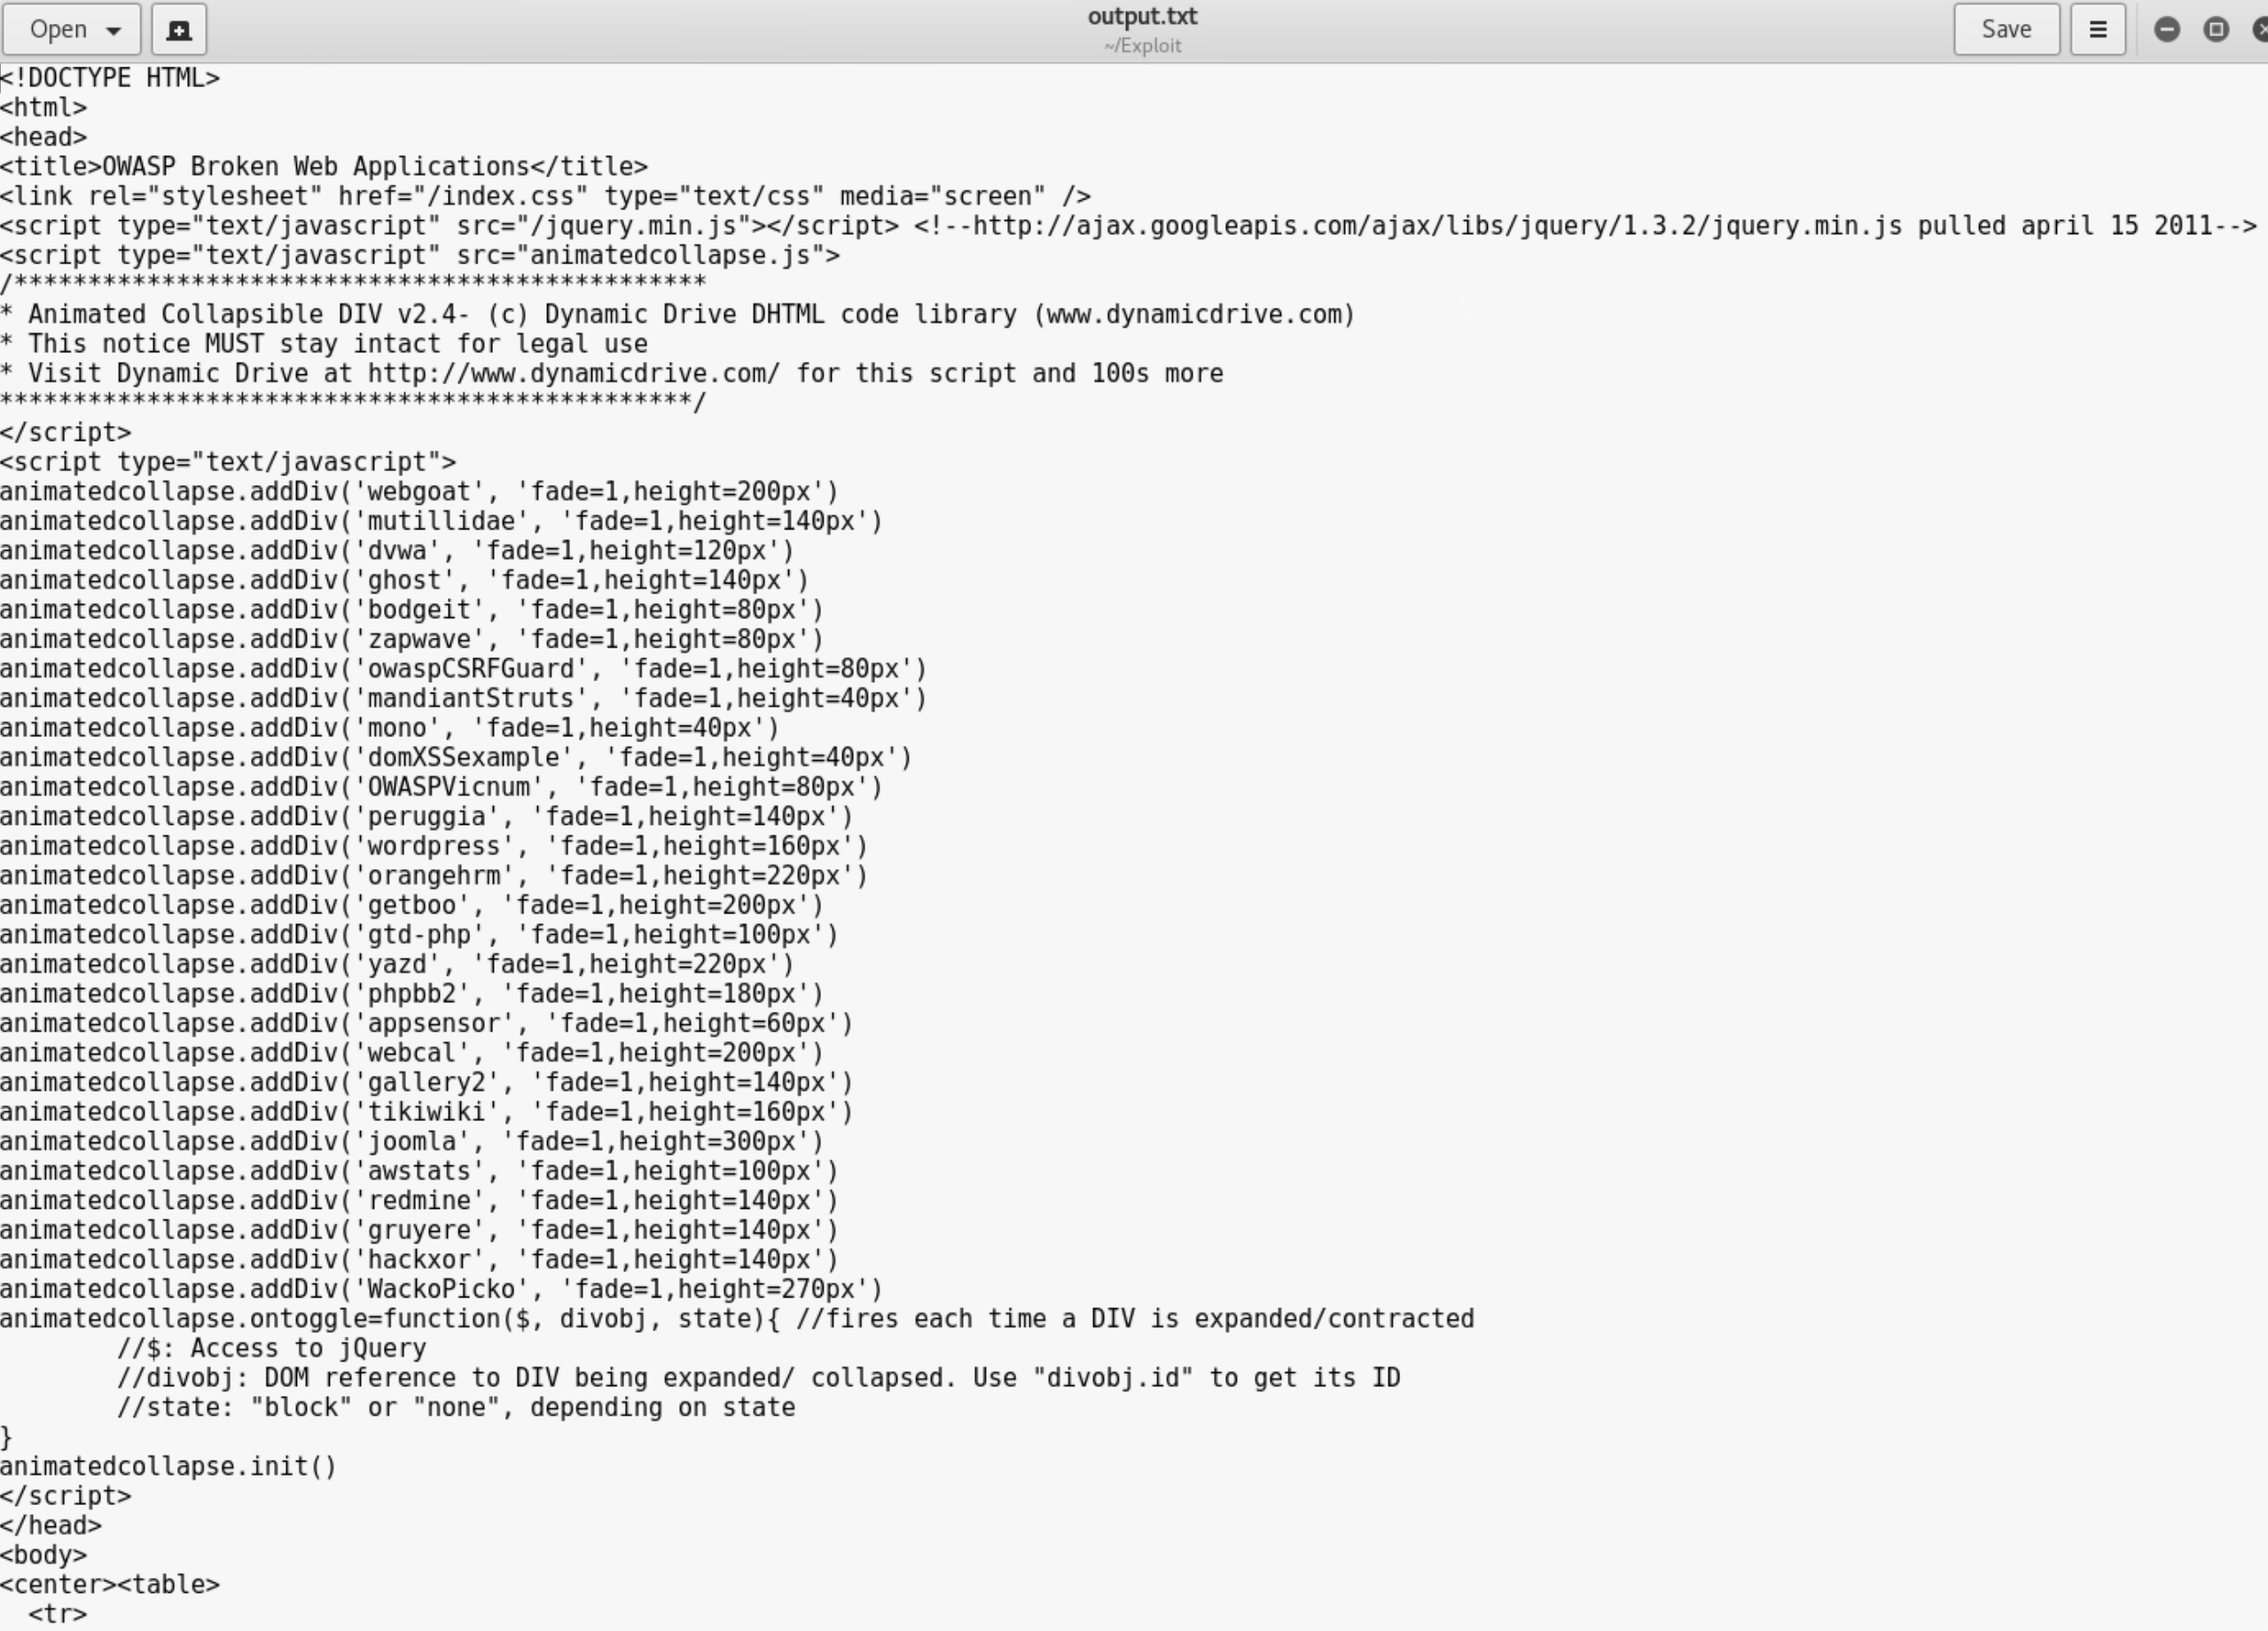 Open
output.txt
~/Exploit
Save
<!DOCTYPE HTML>
<html>
<head>
<title>OWASP Broken Web Applications</title>
<link rel="stylesheet" href="/index.css" type="text/css" media="screen" />
<script type="text/javascript" src="/jquery.min.js"></script> <!--http://ajax.googleapis.com/ajax/libs/jquery/1.3.2/jquery.min.js pulled april 15 2011-->
<script type="text/javascript" src="animatedcollapse.js">
/***********************************************
* Animated Collapsible DIV v2.4- (c) Dynamic Drive DHTML code library (www.dynamicdrive.com)
* This notice MUST stay intact for legal use
* Visit Dynamic Drive at http://www.dynamicdrive.com/ for this script and 100s more
***********************************************/
</script>
<script type="text/javascript">
animatedcollapse.addDiv('webgoat', 'fade=1,height=200px')
animatedcollapse.addDiv('mutillidae', 'fade=1,height=140px')
animatedcollapse.addDiv('dvwa', 'fade=1,height=120px')
animatedcollapse.addDiv('ghost', 'fade=1,height=140px')
animatedcollapse.addDiv('bodgeit', 'fade=1,height=80px')
animatedcollapse.addDiv('zapwave', 'fade=1,height=80px')
animatedcollapse.addDiv('owaspCSRFGuard', 'fade=1,height=80px')
animatedcollapse.addDiv('mandiantStruts', 'fade=1,height=40px')
animatedcollapse.addDiv('mono', 'fade=1,height=40px')
animatedcollapse.addDiv('domXSSexample', 'fade=1,height=40px')
animatedcollapse.addDiv('OWASPVicnum', 'fade=1,height=80px')
animatedcollapse.addDiv('peruggia', 'fade=1,height=140px')
animatedcollapse.addDiv('wordpress', 'fade=1,height=160px')
animatedcollapse.addDiv('orangehrm', 'fade=1,height=220px')
animatedcollapse.addDiv('getboo', 'fade=1,height=200px')
animatedcollapse.addDiv('gtd-php', 'fade=1,height=100px')
animatedcollapse.addDiv('yazd', 'fade=1,height=220px')
animatedcollapse.addDiv('phpbb2', 'fade=1,height=180px')
animatedcollapse.addDiv('appsensor', 'fade=1,height=60px')
animatedcollapse.addDiv('webcal', 'fade=1,height=200px')
animatedcollapse.addDiv('gallery2', 'fade=1,height=140px')
animatedcollapse.addDiv('tikiwiki', 'fade=1,height=160px')
animatedcollapse.addDiv('joomla', 'fade=1,height=300px')
animatedcollapse.addDiv('awstats', 'fade=1,height=100px')
animatedcollapse.addDiv('redmine', 'fade=1,height=140px')
animatedcollapse.addDiv('gruyere', 'fade=1,height=140px')
animatedcollapse.addDiv('hackxor', 'fade=1,height=140px')
animatedcollapse.addDiv('WackoPicko', 'fade=1,height=270px')
animatedcollapse.ontoggle=function($, divobj, state){ //fires each time a DIV is expanded/contracted
        //$: Access to jQuery
        //divobj: DOM reference to DIV being expanded/ collapsed. Use "divobj.id" to get its ID
        //state: "block" or "none", depending on state
}
animatedcollapse.init()
</script>
</head>
<body>
<center><table>
  <tr>